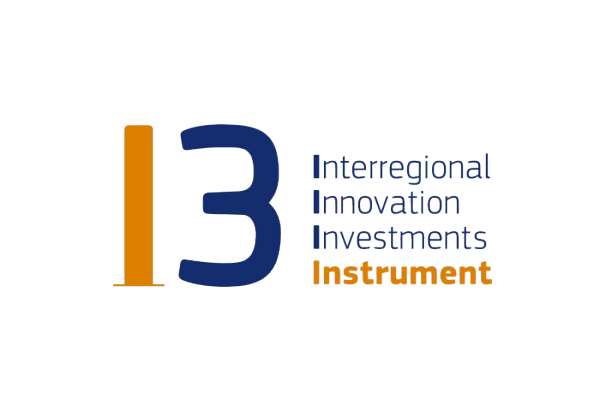 I3
Interregional
Innovation
Investments
Instrument